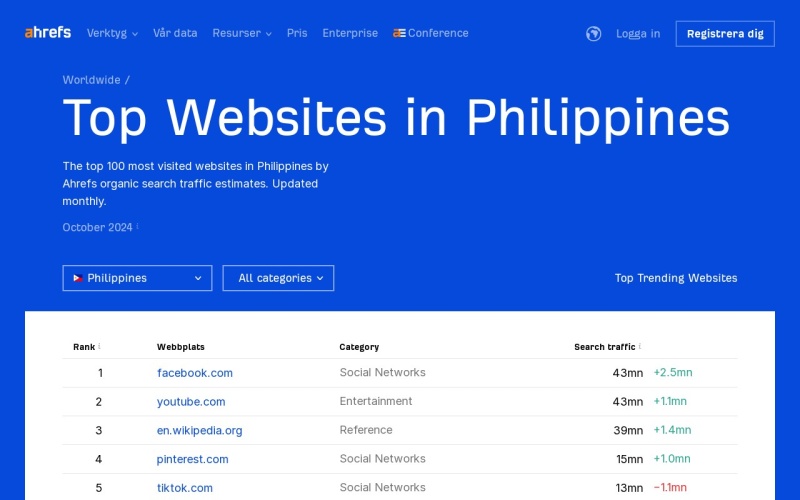 ahrefs Verktyg Vår data Resurser Pris Enterprise Conference Logga in Registrera dig
Worldwide /
Top Websites in Philippines
The top 100 most visited websites in Philippines by
Ahrefs organic search traffic estimates. Updated
monthly.
October 2024 i
Philippines All categories Top Trending Websites
Rank i Webbplats Category Search traffic i
1 facebook.com Social Networks 43mn +2.5mn
2 youtube.com Entertainment 43mn +1.1mn
3 en.wikipedia.org Reference 39mn +1.4mn
4 pinterest.com Social Networks 15mn +1.0mn
5 tiktok.com Social Networks 13mn −1.1mn